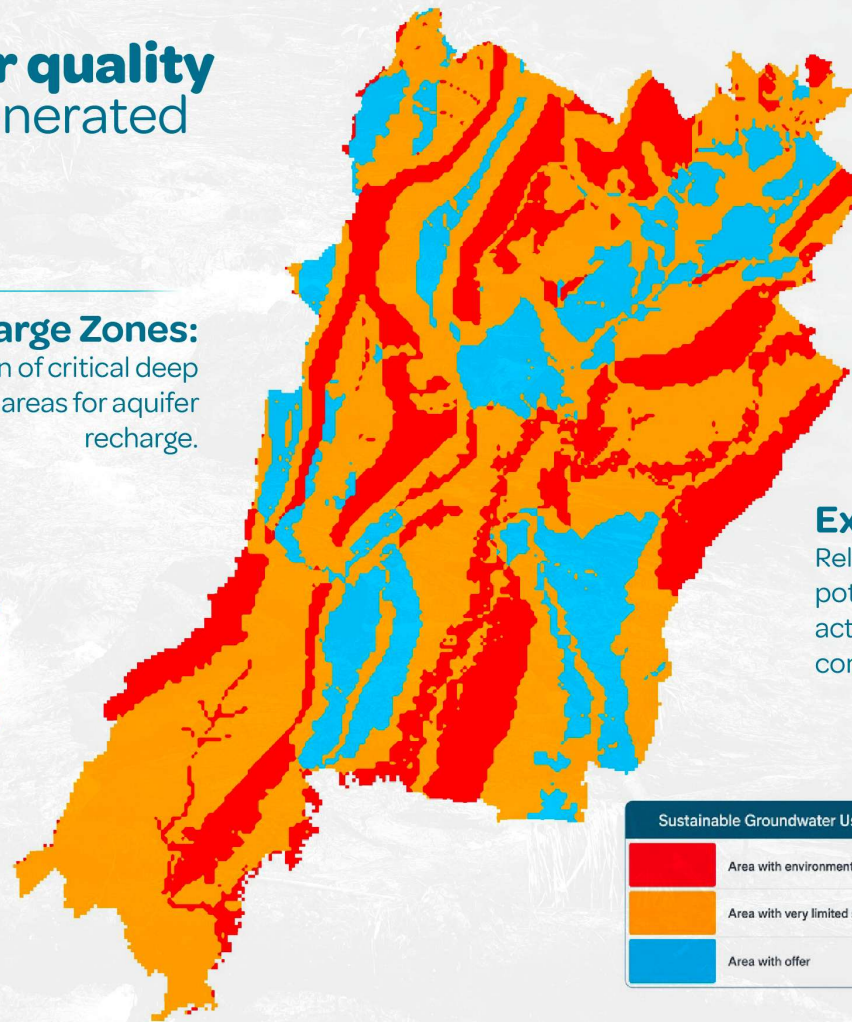 r quality
nerated
arge Zones:
n of critical deep
areas for aquifer
recharge.
Ex
Rel
pot
act
con
Sustainable Groundwater Us
Area with environment
Area with very limited
Area with offer